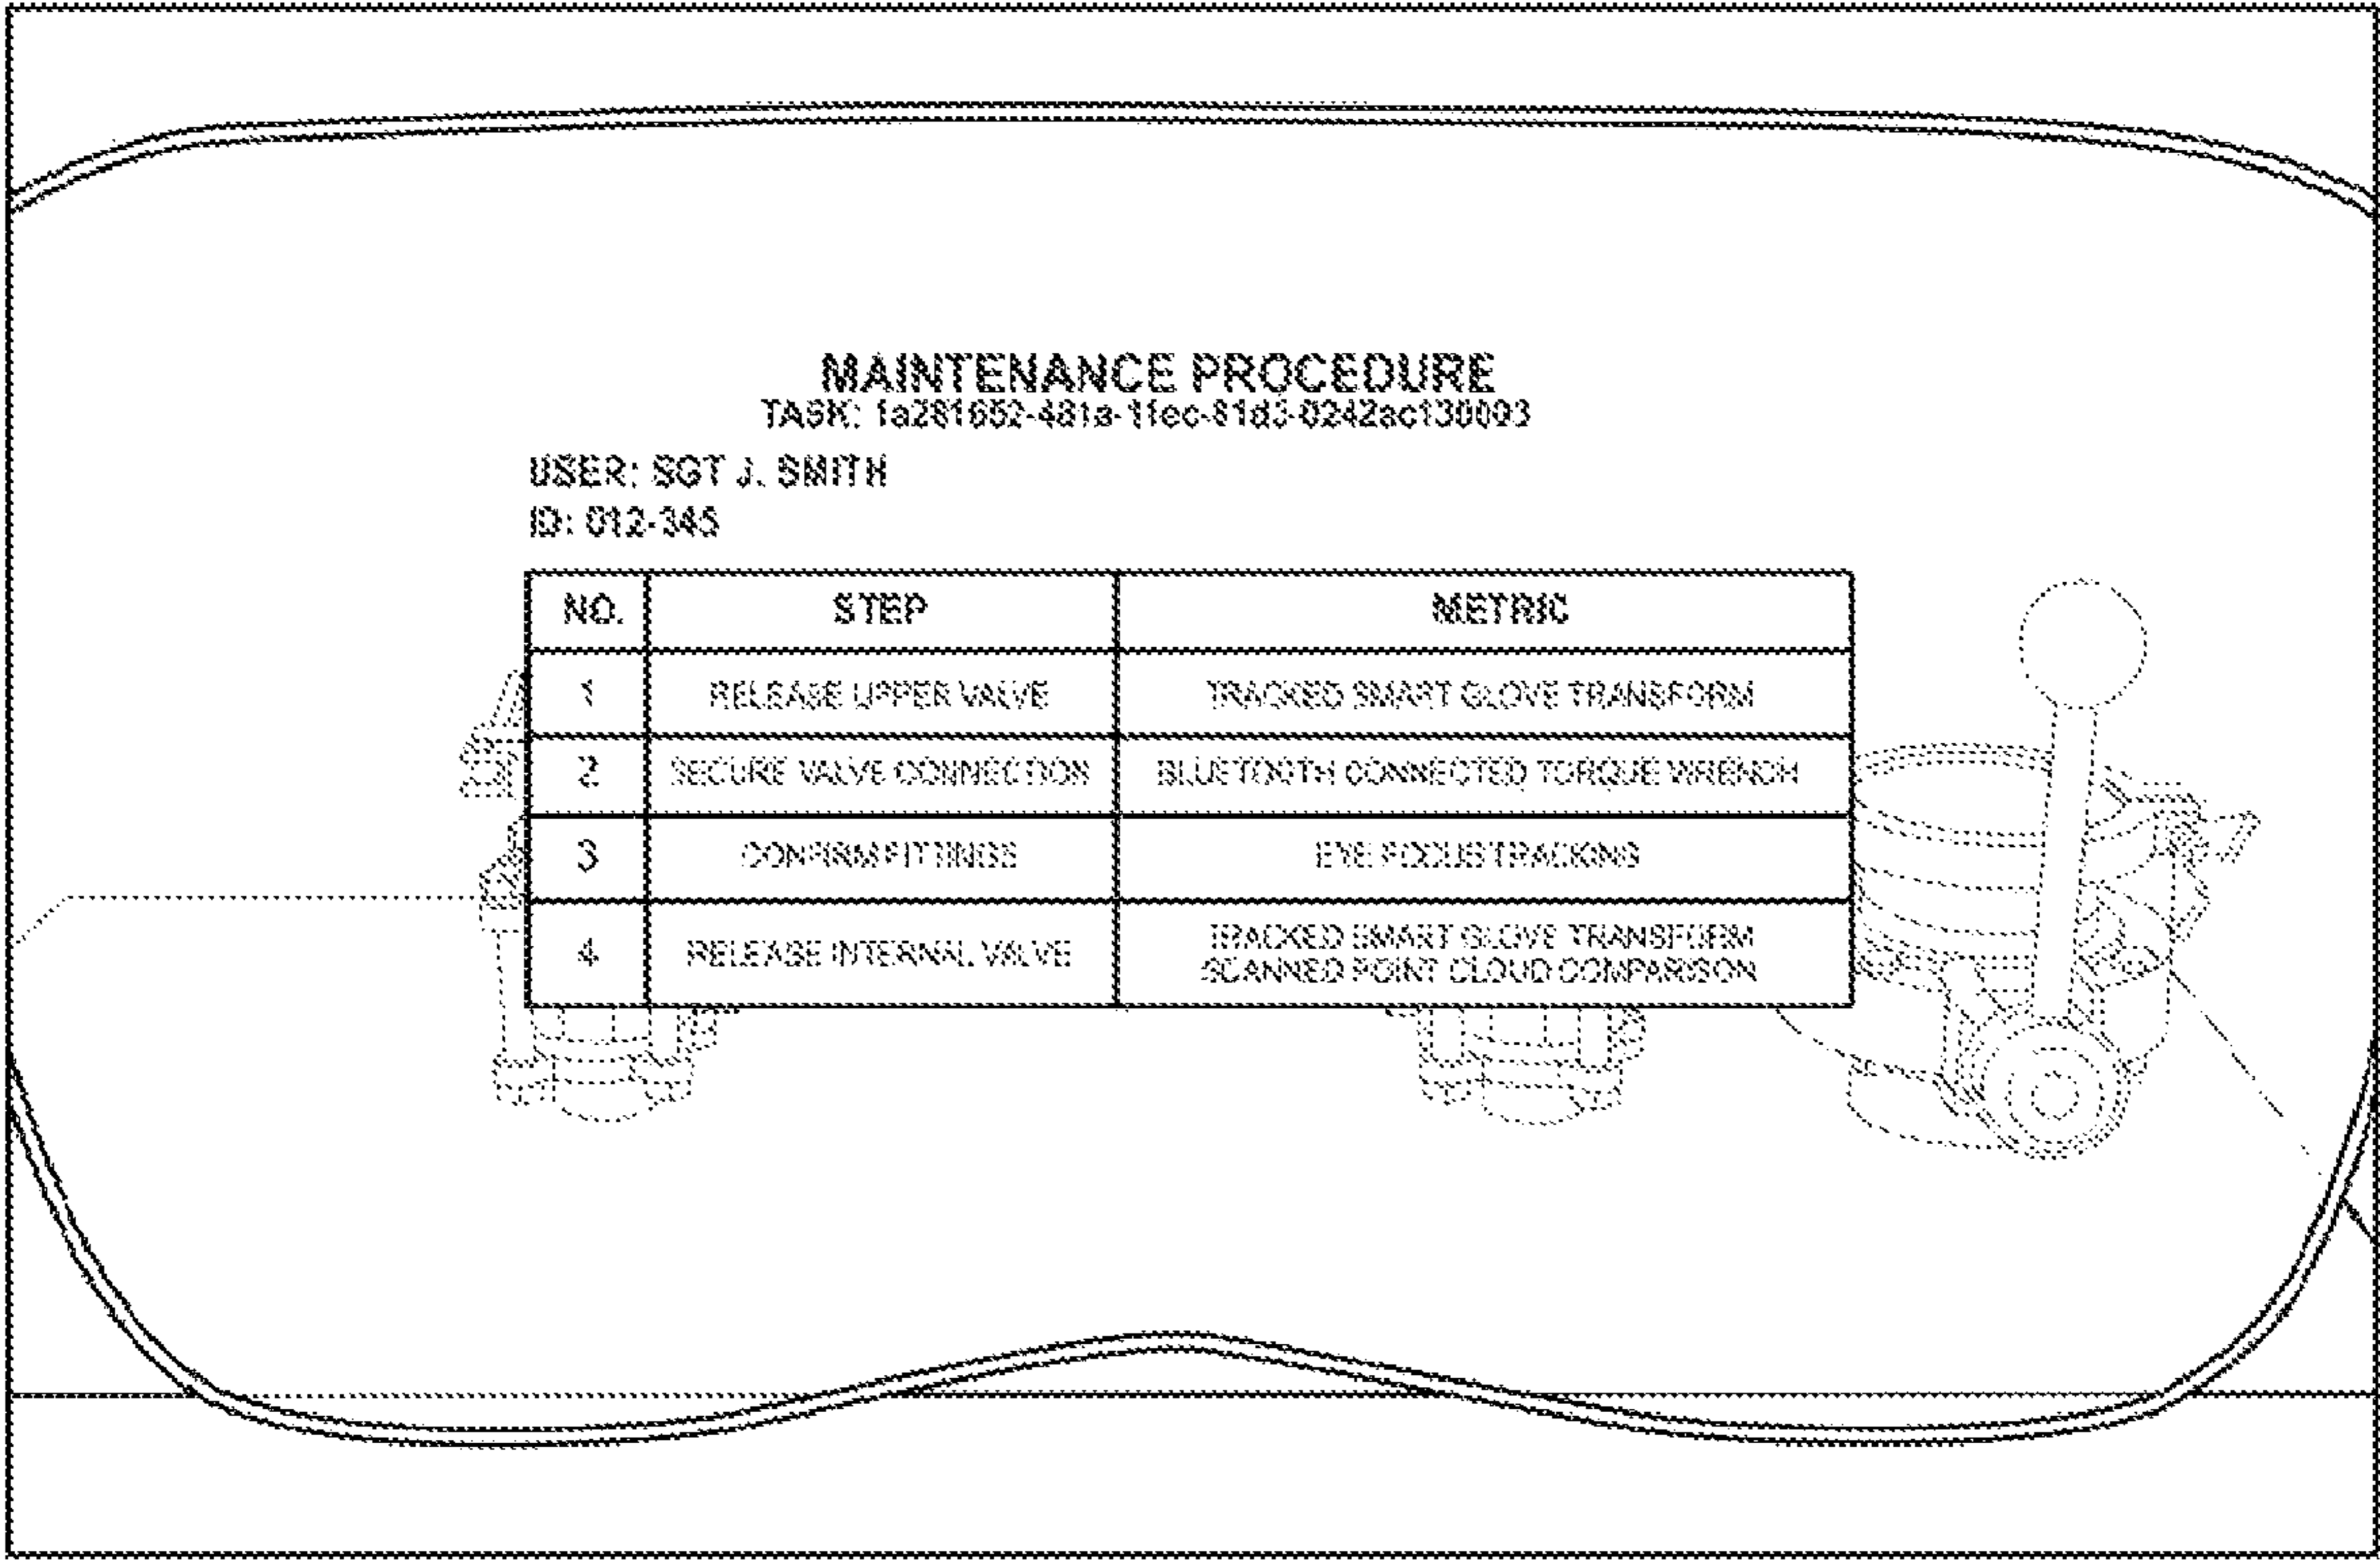 MAINTENANCE PROCEDURE
TASK: 1a281652-481a-11ec-81d3-0242ac130003
USER: SGT J. SMITH
ID: 012-345
NO. STEP METRIC
1 RELEASE UPPER VALVE TRACKED SMART GLOVE TRANSFORM
2 SECURE VALVE CONNECTION BLUETOOTH CONNECTED TORQUE WRENCH
3 CONFIRM FITTINGS EYE FOCUS TRACKING
4 RELEASE INTERNAL VALVE TRACKED SMART GLOVE TRANSFORM
SCANNED POINT CLOUD COMPARISON